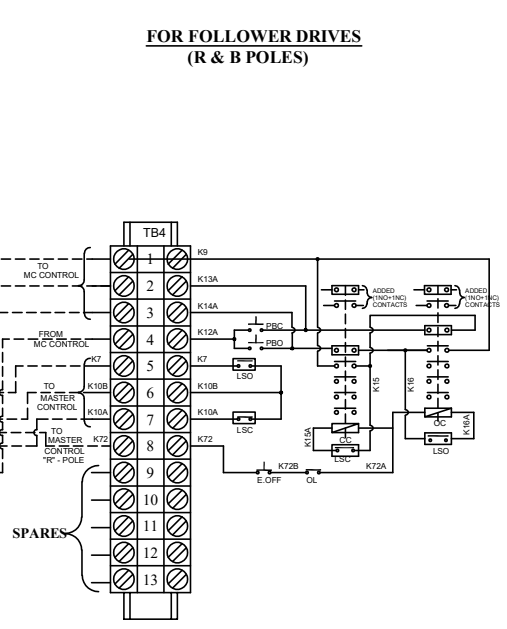 FOR FOLLOWER DRIVES
(R & B POLES)
TB4
1
2
3
4
5
6
7
8
9
10
11
12
13
TO
MC CONTROL
FROM
MC CONTROL
K7
TO
MASTER
CONTROL
K10B
K10A
TO
MASTER
CONTROL
"R" - POLE
K72
SPARES
K9
K13A
K14A
K12A
K7
K10B
K10A
K72
PBC
PBO
LSO
LSC
E.OFF
K72B
OL
K72A
ADDED
(1NO+1NC)
CONTACTS
ADDED
(1NO+1NC)
CONTACTS
K15
K16
K15A
CC
LSC
OC
K16A
LSO